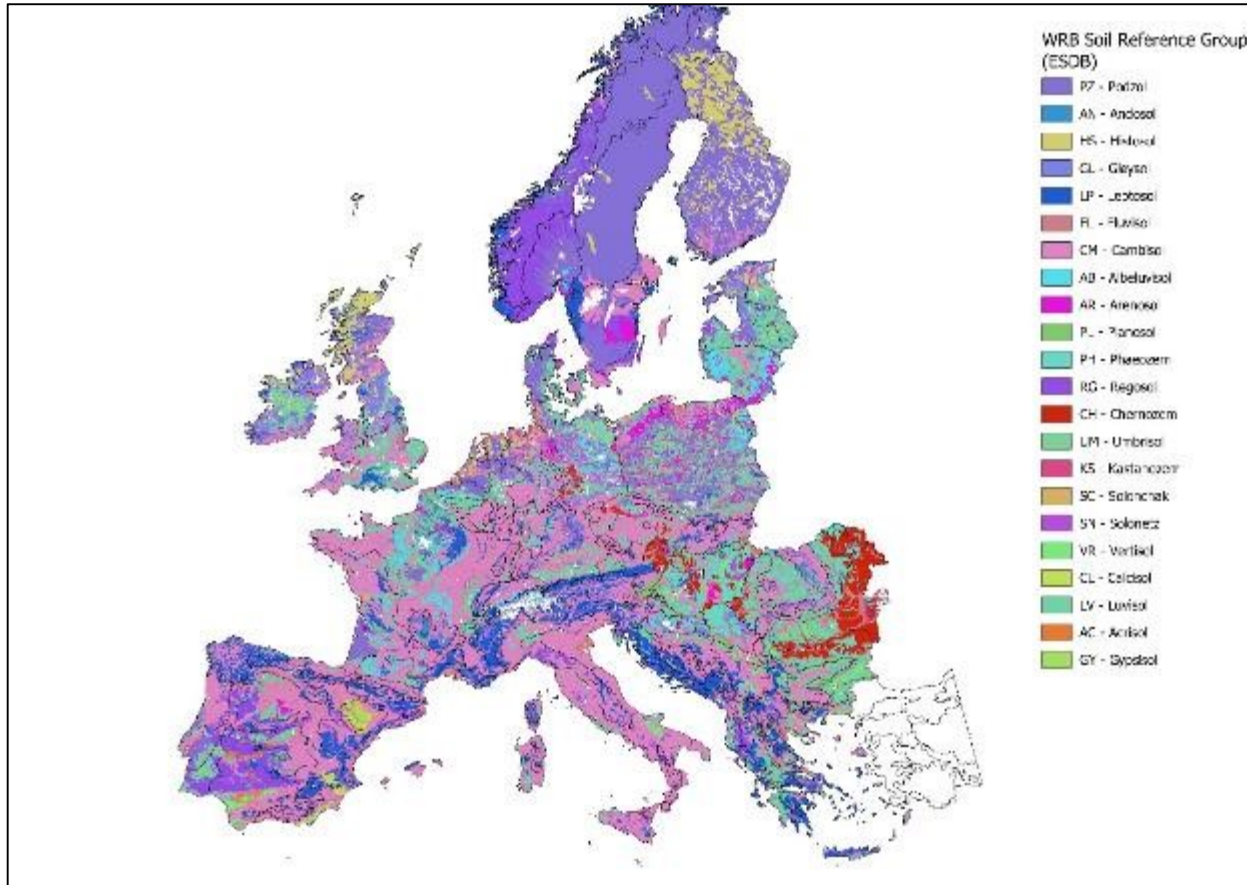 WRB Soil Reference Group
(ESDB)
PZ - Podzol
AN - Andosol
HS - Histosol
GL - Gleysol
LP - Leptosol
FL - Fluvisol
CM - Cambisol
AB - Albeluvisol
AR - Arenosol
PL - Planosol
PH - Phaeozem
RG - Regosol
CH - Chernozem
UM - Umbrisol
KS - Kastanozem
SC - Solonchak
SN - Solonetz
VR - Vertisol
CL - Calcisol
LV - Luvisol
AC - Acrisol
GY - Gypsisol